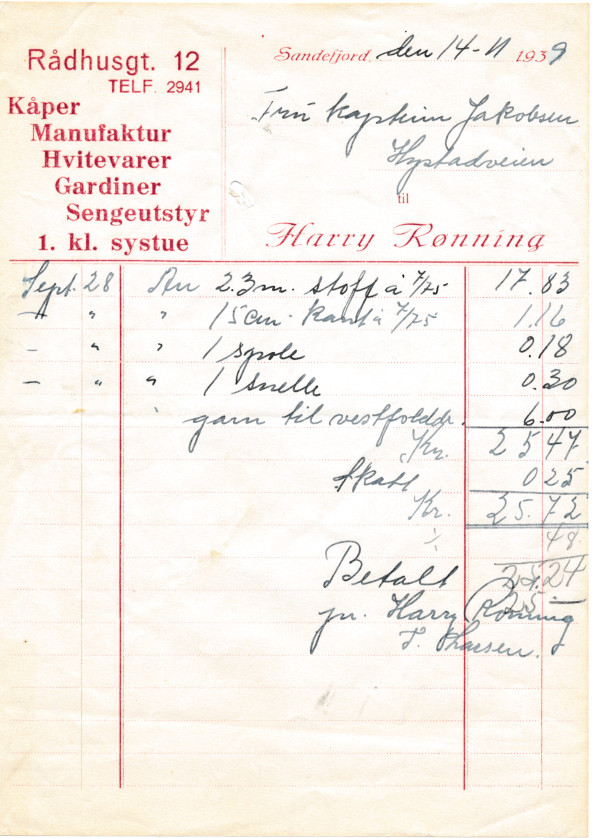 Rådhusgt. 12
TELF. 2941
Kåper
Manufaktur
Hvitevarer
Gardiner
Sengeutstyr
1. kl. systue
Sandefjord, den 14-11 1939
Fru kaptein Jakobsen
Hystadveien
til
Harry Rønning
Sept. 28 An 2.3 m. stoff à 7/75 17.83
" " 15 cm. kant à 7/75 1.16
– " " 1 spole 0.18
– " " 1 snelle 0.30
" garn til vestfolddr. 6.00
Kr. 25 47
Skatt 0 25
Kr. 25.72
48
Betalt 25.24
25 –
pr. Harry Rønning